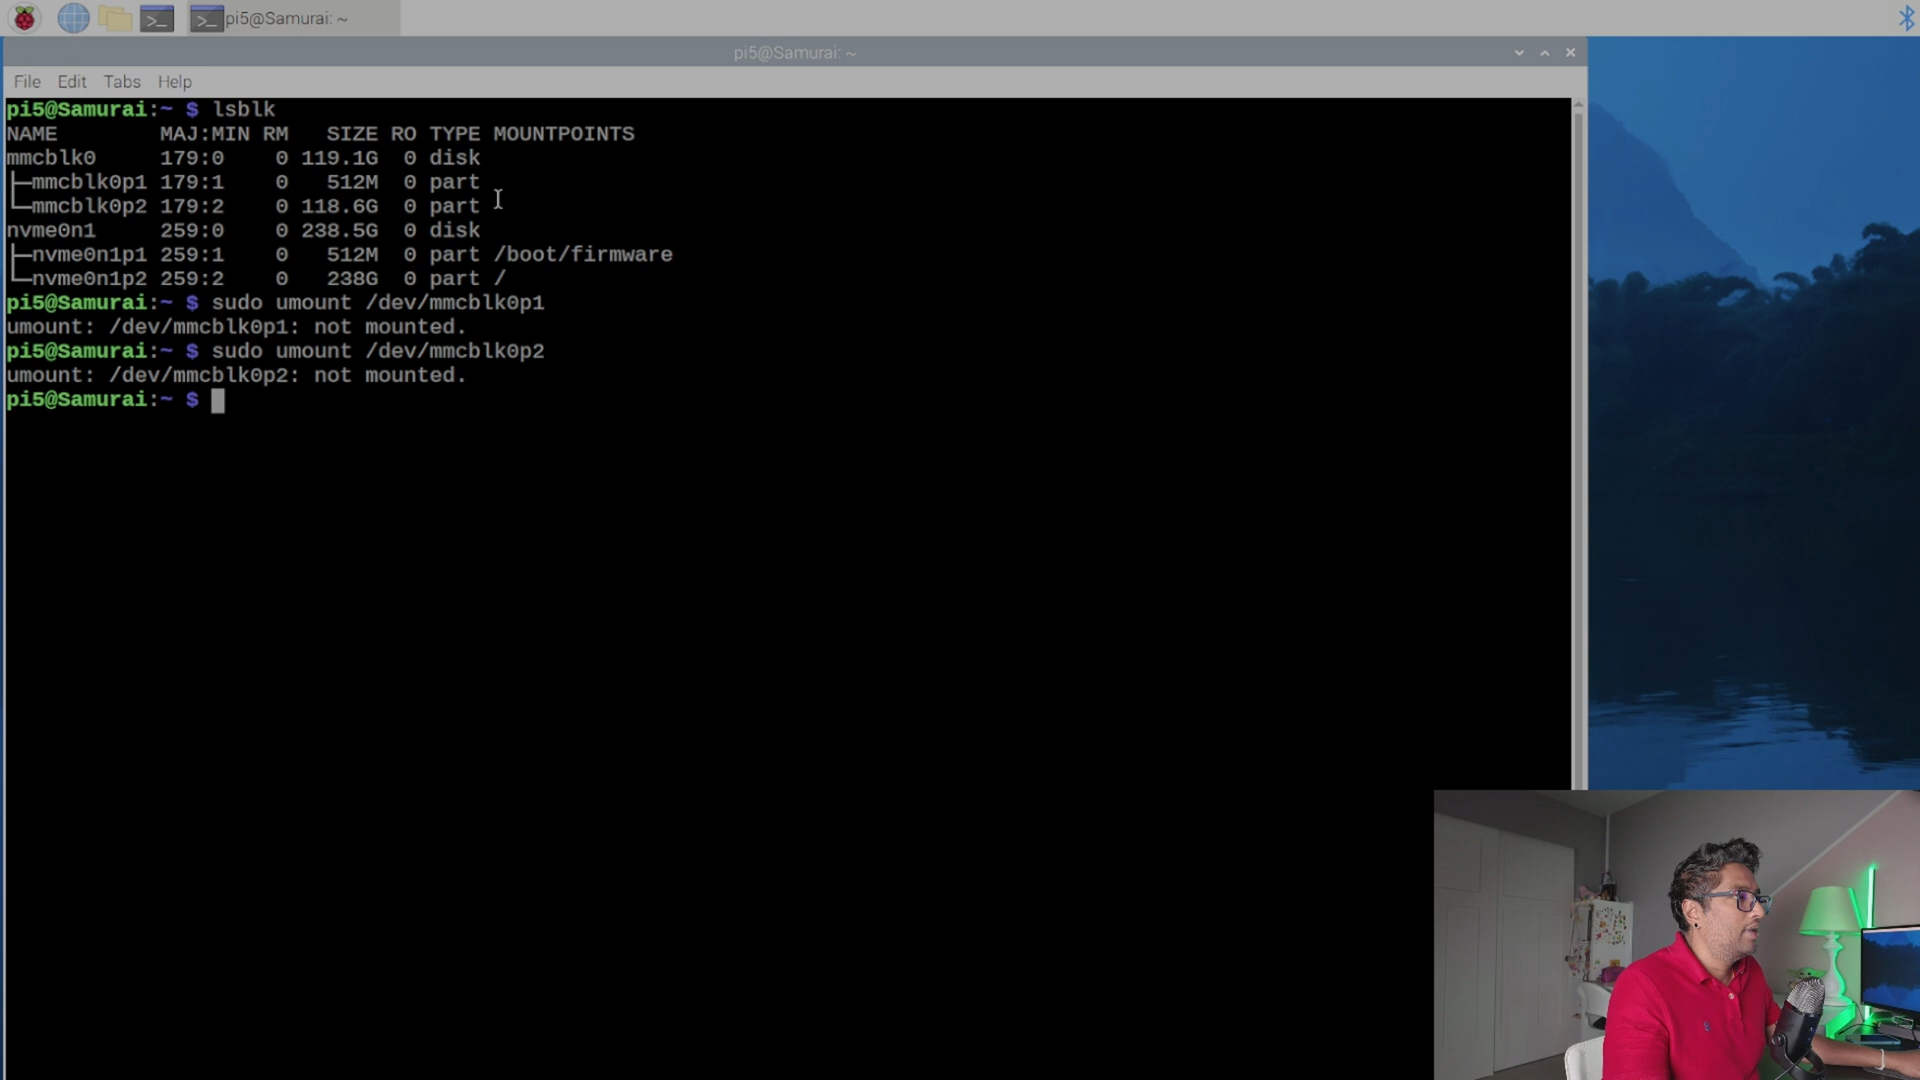 pi5@Samurai: ~
pi5@Samurai: ~
File Edit Tabs Help
pi5@Samurai:~ $ lsblk
NAME        MAJ:MIN RM   SIZE RO TYPE MOUNTPOINTS
mmcblk0     179:0    0 119.1G  0 disk
├─mmcblk0p1 179:1    0   512M  0 part
└─mmcblk0p2 179:2    0 118.6G  0 part
nvme0n1     259:0    0 238.5G  0 disk
├─nvme0n1p1 259:1    0   512M  0 part /boot/firmware
└─nvme0n1p2 259:2    0   238G  0 part /
pi5@Samurai:~ $ sudo umount /dev/mmcblk0p1
umount: /dev/mmcblk0p1: not mounted.
pi5@Samurai:~ $ sudo umount /dev/mmcblk0p2
umount: /dev/mmcblk0p2: not mounted.
pi5@Samurai:~ $